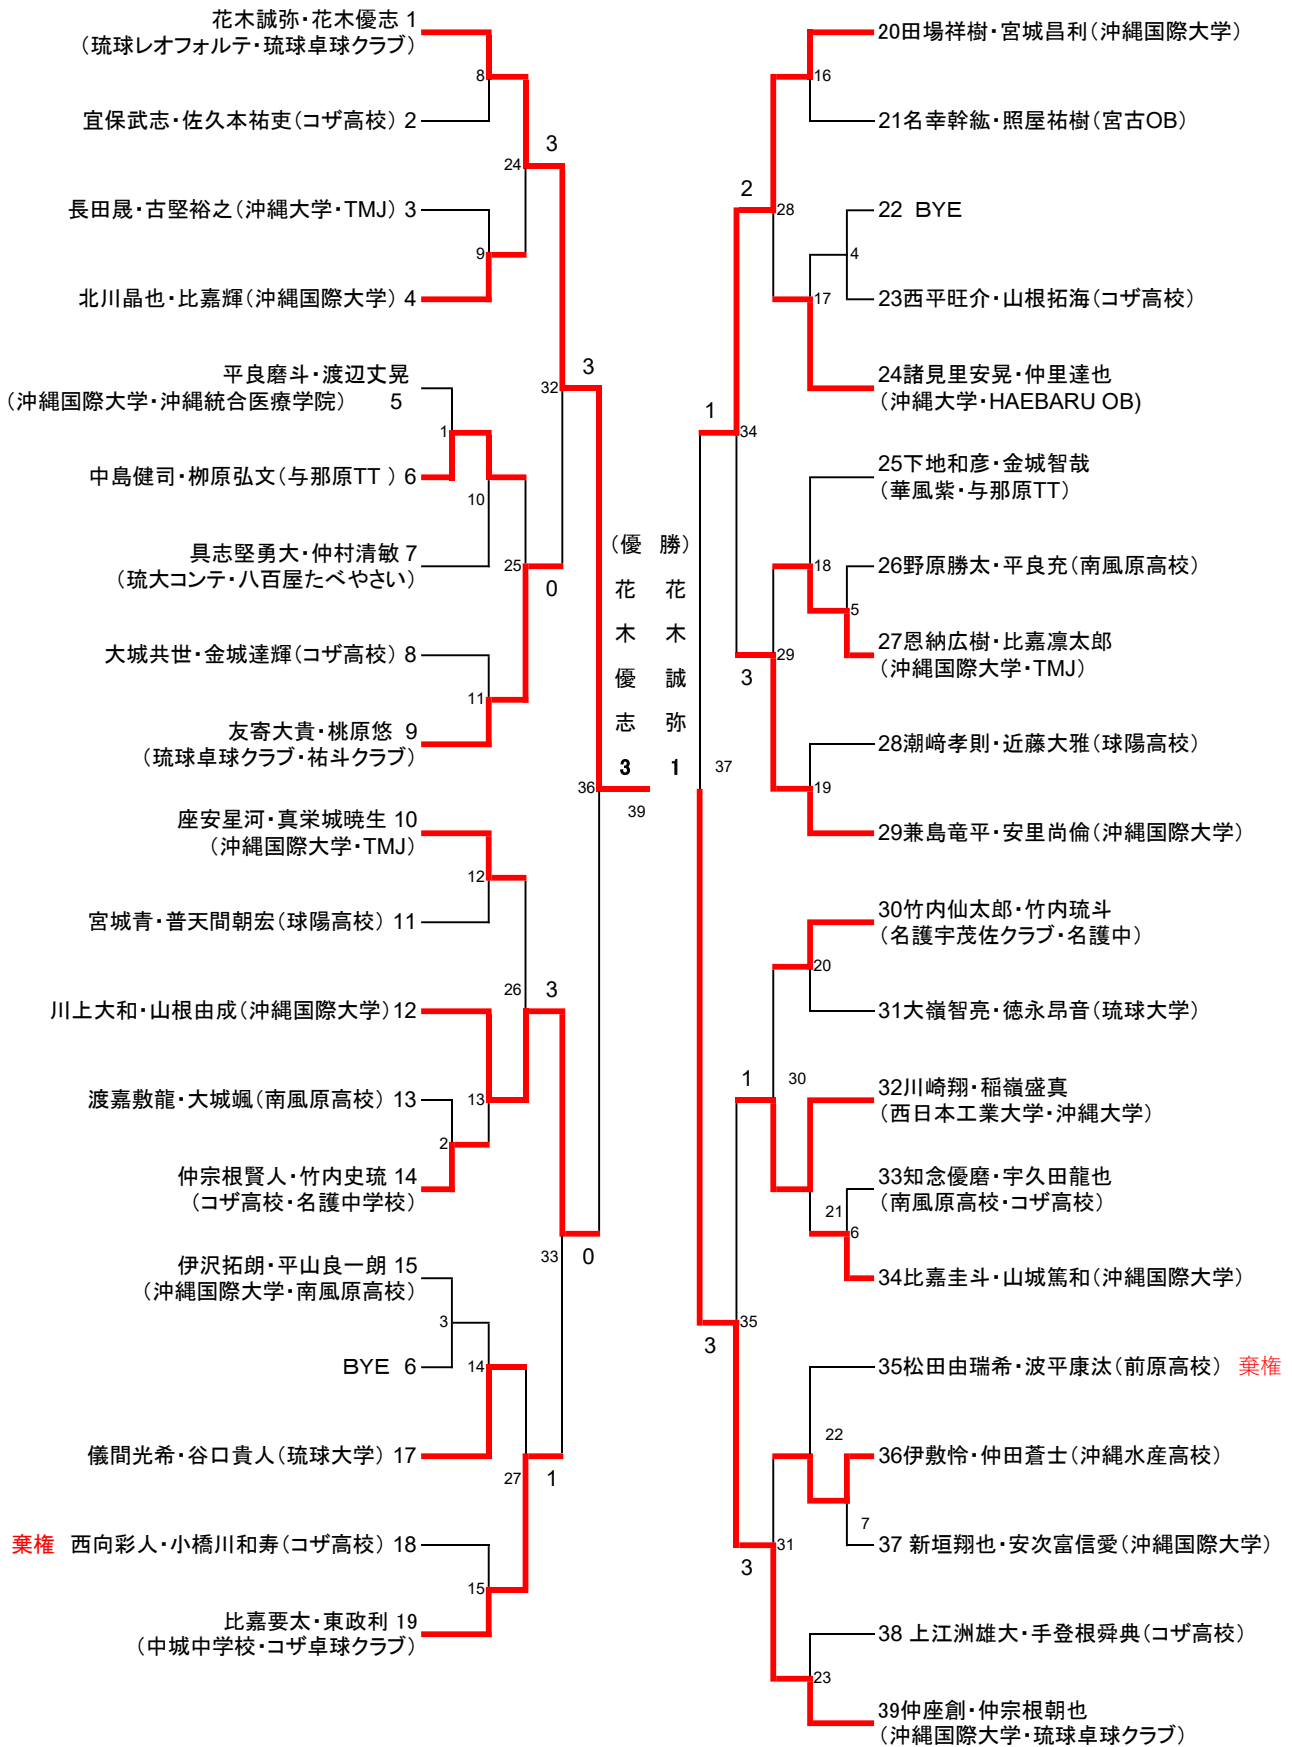 花木誠弥・花木優志 1
(琉球レオフォルテ・琉球卓球クラブ)
8
宜保武志・佐久本祐吏(コザ高校) 2
3
24
長田晟・古堅裕之(沖縄大学・TMJ) 3
9
北川晶也・比嘉輝(沖縄国際大学) 4
3
32
平良磨斗・渡辺丈晃
(沖縄国際大学・沖縄統合医療学院) 5
1
中島健司・栁原弘文(与那原TT ) 6
10
具志堅勇大・仲村清敏 7
(琉大コンテ・八百屋たべやさい)
25
0
大城共世・金城達輝(コザ高校) 8
11
友寄大貴・桃原悠 9
(琉球卓球クラブ・祐斗クラブ)
36
座安星河・真栄城暁生 10
(沖縄国際大学・TMJ)
12
宮城青・普天間朝宏(球陽高校) 11
26
3
川上大和・山根由成(沖縄国際大学) 12
渡嘉敷龍・大城颯(南風原高校) 13
13
2
仲宗根賢人・竹内史琉 14
(コザ高校・名護中学校)
33
0
伊沢拓朗・平山良一朗 15
(沖縄国際大学・南風原高校)
3
BYE 6
14
儀間光希・谷口貴人(琉球大学) 17
27
1
棄権 西向彩人・小橋川和寿(コザ高校) 18
15
比嘉要太・東政利 19
(中城中学校・コザ卓球クラブ)
(優 勝)
花 花
木 木
優 誠
志 弥
3 1
39
37
20田場祥樹・宮城昌利(沖縄国際大学)
16
21名幸幹紘・照屋祐樹(宮古OB)
2
28
22 BYE
4
17
23西平旺介・山根拓海(コザ高校)
24諸見里安晃・仲里達也
(沖縄大学・HAEBARU OB)
1
34
25下地和彦・金城智哉
(華風紫・与那原TT)
18
26野原勝太・平良充(南風原高校)
5
27恩納広樹・比嘉凛太郎
(沖縄国際大学・TMJ)
29
3
28潮﨑孝則・近藤大雅(球陽高校)
19
29兼島竜平・安里尚倫(沖縄国際大学)
30竹内仙太郎・竹内琉斗
(名護宇茂佐クラブ・名護中)
20
31大嶺智亮・徳永昂音(琉球大学)
1
30
32川崎翔・稲嶺盛真
(西日本工業大学・沖縄大学)
33知念優磨・宇久田龍也
(南風原高校・コザ高校)
21
6
34比嘉圭斗・山城篤和(沖縄国際大学)
35
3
35松田由瑞希・波平康汰(前原高校) 棄権
22
36伊敷怜・仲田蒼士(沖縄水産高校)
7
37 新垣翔也・安次富信愛(沖縄国際大学)
31
3
38 上江洲雄大・手登根舜典(コザ高校)
23
39仲座創・仲宗根朝也
(沖縄国際大学・琉球卓球クラブ)